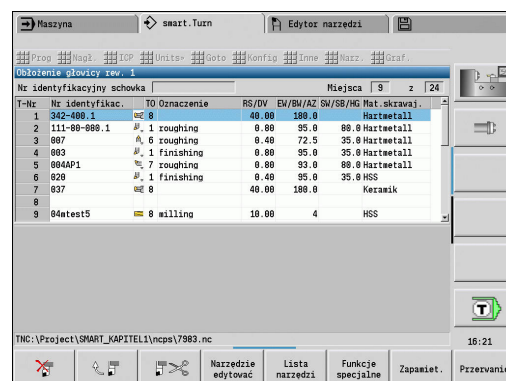 Maszyna smart.Turn Edytor narzędzi
Prog Nagł. ICP Units» Goto Konfig Inne Narz. Graf.
Obłożenie głowicy rew. 1
Nr identyfikacyjny schowka Miejsca 9 z 24
T-Nr Nr identyfikac. TO Oznaczenie RS/DV EW/BW/AZ SW/SB/HG Mat.skrawaj.
1 342-400.1 8 40.00 180.0 Hartmetall
2 111-80-080.1 1 roughing 0.80 95.0 80.0 Hartmetall
3 007 6 roughing 0.40 72.5 35.0 Hartmetall
4 003 1 finishing 0.80 95.0 35.0 Hartmetall
5 004AP1 7 roughing 0.80 93.0 80.0 Hartmetall
6 020 1 finishing 0.40 95.0 35.0 HSS
7 037 8 40.00 180.0 Keramik
8
9 04mtest5 8 milling 10.00 4 HSS
T
TNC:\Project\SMART_KAPITEL1\ncps\7983.nc
16:21
Narzędzie edytować Lista narzędzi Funkcje specjalne Zapamiet. Przerwanie